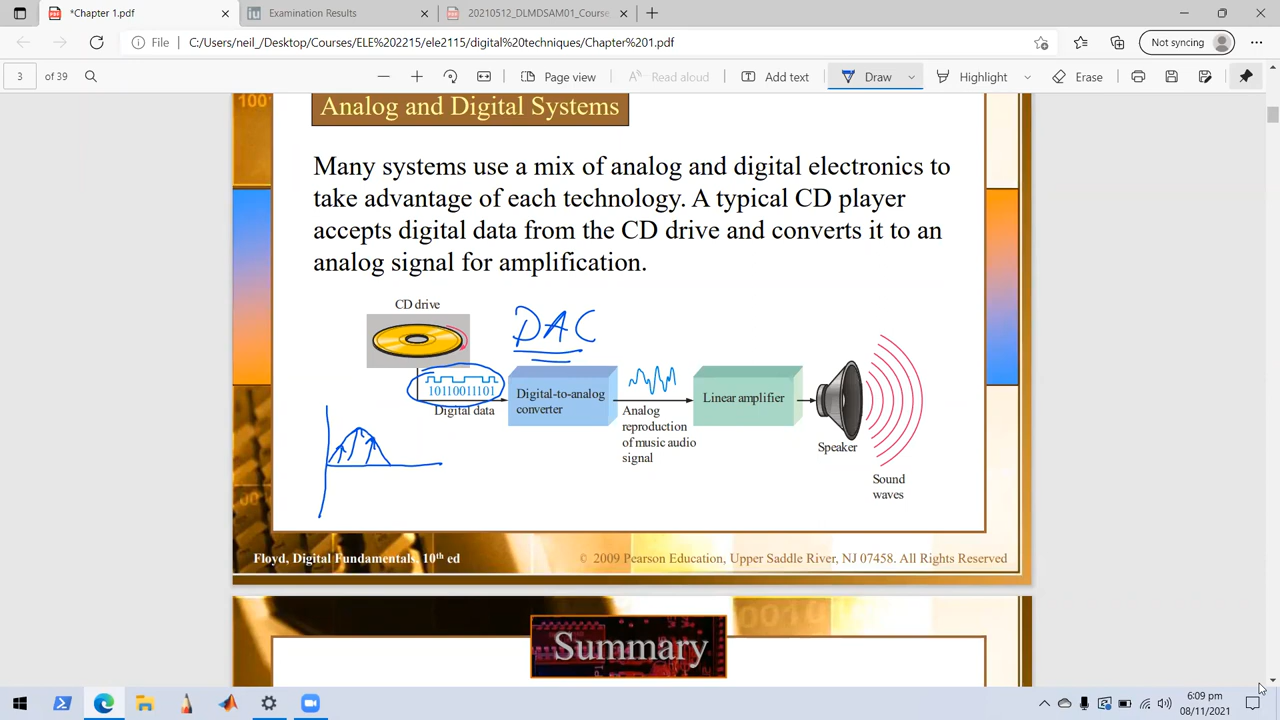 *Chapter 1.pdf
Examination Results
20210512_DLMDSAM01_Course
File
C:/Users/neil_/Desktop/Courses/ELE%202215/ele2115/digital%20techniques/Chapter%201.pdf
Not syncing
3 of 39
Page view
Read aloud
Add text
Draw
Highlight
Erase
Analog and Digital Systems
Many systems use a mix of analog and digital electronics to
take advantage of each technology. A typical CD player
accepts digital data from the CD drive and converts it to an
analog signal for amplification.
CD drive
DAC
10110011101
Digital data
Digital-to-analog
converter
Analog
reproduction
of music audio
signal
Linear amplifier
Speaker
Sound
waves
Floyd, Digital Fundamentals, 10th ed
© 2009 Pearson Education, Upper Saddle River, NJ 07458. All Rights Reserved
Summary
6:09 pm
08/11/2021